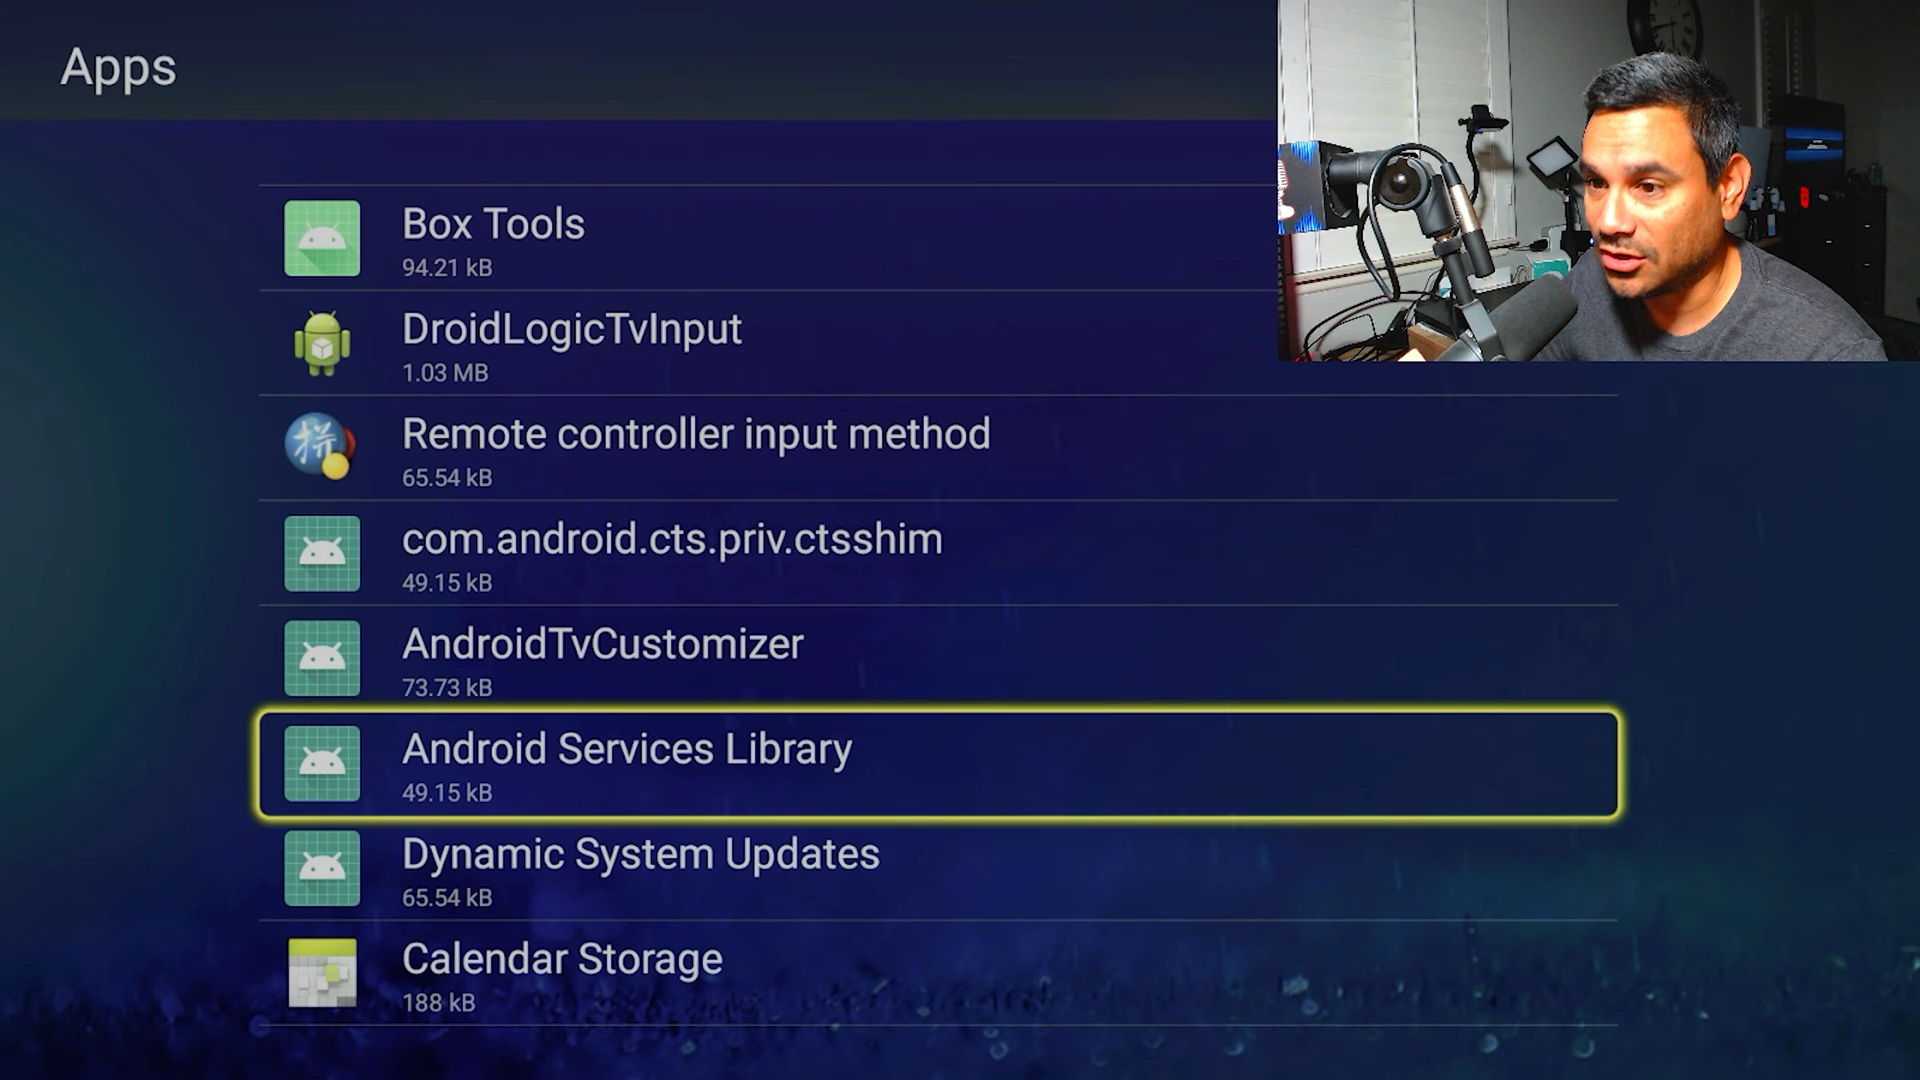 Apps
Box Tools
94.21 kB
DroidLogicTvInput
1.03 MB
拼
Remote controller input method
65.54 kB
com.android.cts.priv.ctsshim
49.15 kB
AndroidTvCustomizer
73.73 kB
Android Services Library
49.15 kB
Dynamic System Updates
65.54 kB
Calendar Storage
188 kB